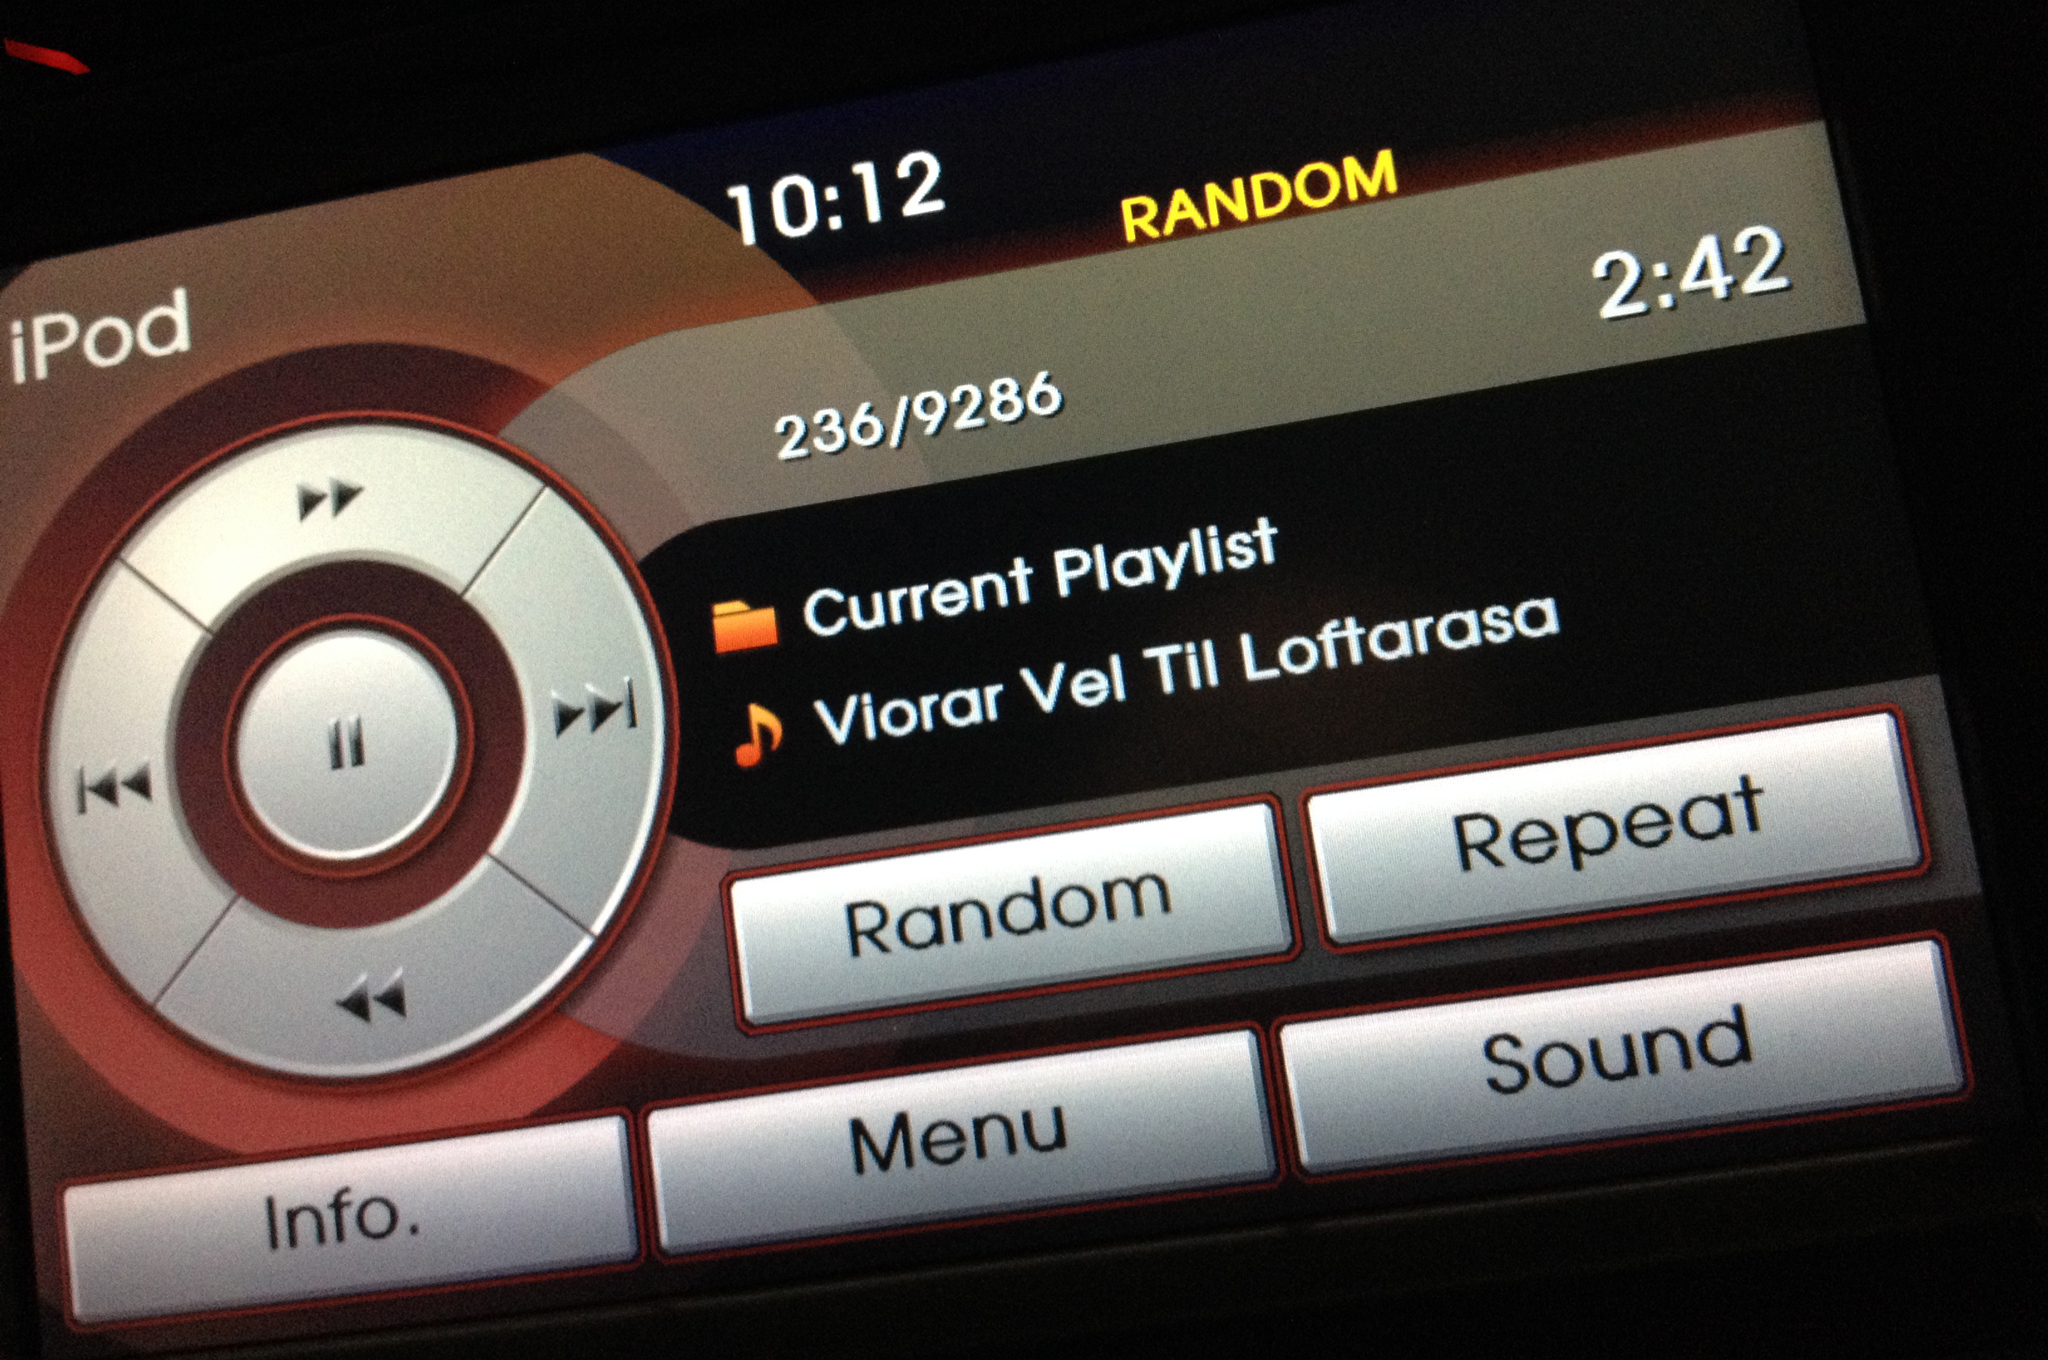 10:12
RANDOM
iPod
2:42
236/9286
Current Playlist
Viorar Vel Til Loftarasa
Random
Repeat
Info.
Menu
Sound